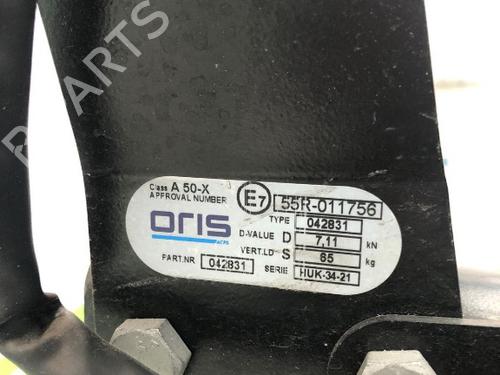 Class A 50-X
APPROVAL NUMBER E7 55R-011756
TYPE 042831
ORIS ACPS D-VALUE D 7,11 kN
VERT.LD S 65 kg
PART.NR 042831 SERIE HUK-34-21
B-PARTS